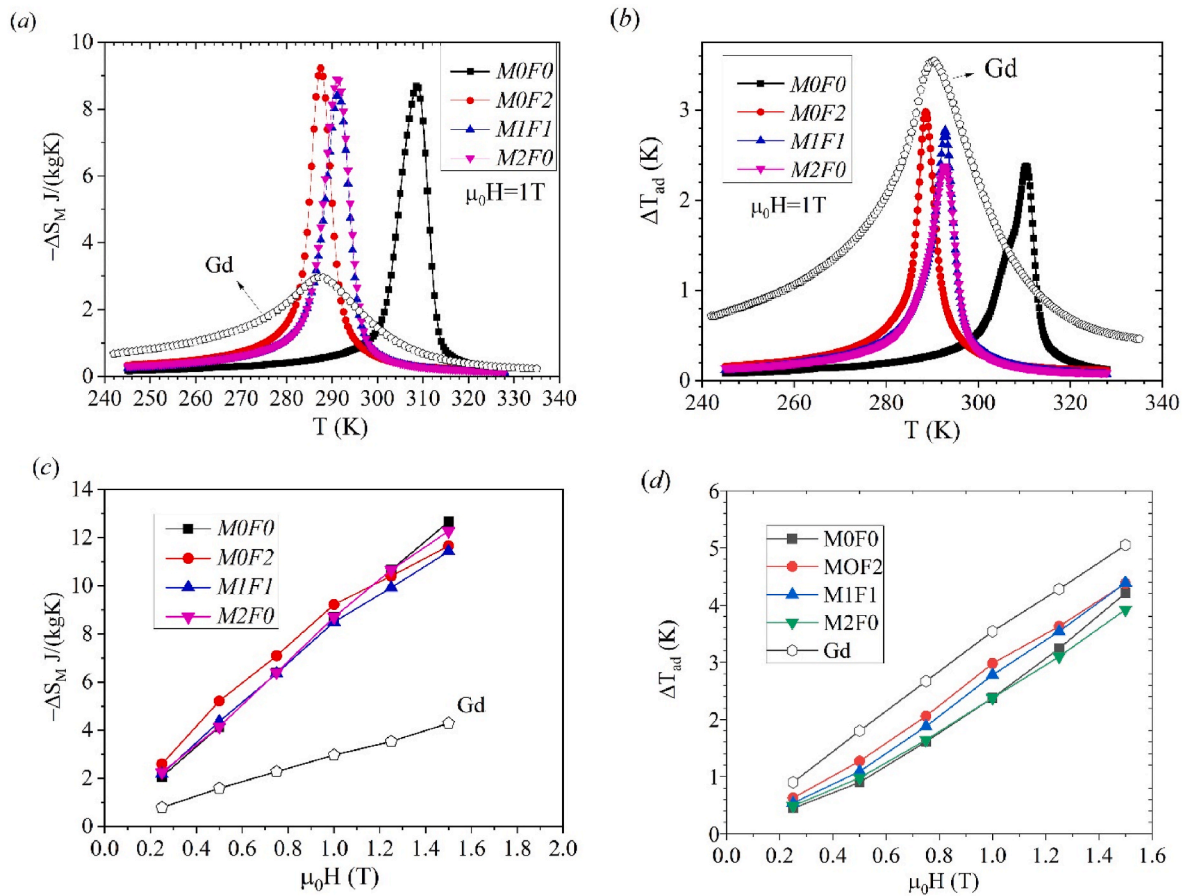 (a)
−ΔS_M J/(kgK)
10
8
6
4
2
0
M0F0
M0F2
M1F1
M2F0
μ₀H=1T
Gd
240 250 260 270 280 290 300 310 320 330 340
T (K)
(b)
ΔT_ad (K)
3
2
1
0
M0F0
M0F2
M1F1
M2F0
μ₀H=1T
Gd
240 260 280 300 320 340
T (K)
(c)
−ΔS_M J/(kgK)
14
12
10
8
6
4
2
0
M0F0
M0F2
M1F1
M2F0
Gd
0.0 0.2 0.4 0.6 0.8 1.0 1.2 1.4 1.6 1.8 2.0
μ₀H (T)
(d)
ΔT_ad (K)
6
5
4
3
2
1
0
M0F0
MOF2
M1F1
M2F0
Gd
0.0 0.2 0.4 0.6 0.8 1.0 1.2 1.4 1.6
μ₀H (T)